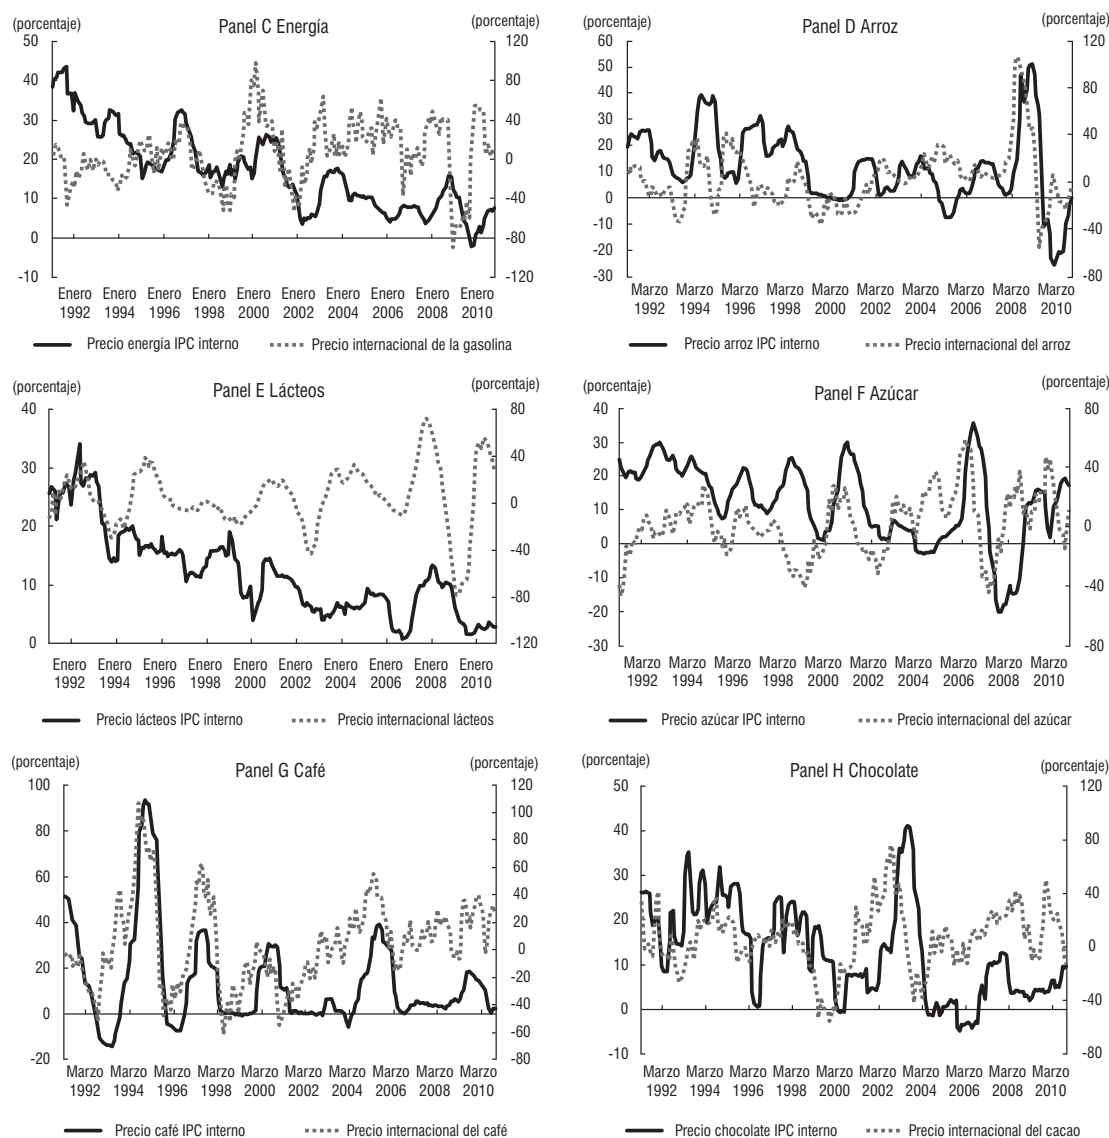 (porcentaje)
Panel C Energía
(porcentaje)
50
40
30
20
10
0
-10
120
80
40
0
-40
-80
-120
Enero Enero Enero Enero Enero Enero Enero Enero Enero Enero
1992 1994 1996 1998 2000 2002 2004 2006 2008 2010
Precio energía IPC interno
Precio internacional de la gasolina
(porcentaje)
Panel D Arroz
(porcentaje)
60
50
40
30
20
10
0
-10
-20
-30
120
100
80
60
40
20
0
-20
-40
-60
-80
Marzo Marzo Marzo Marzo Marzo Marzo Marzo Marzo Marzo Marzo
1992 1994 1996 1998 2000 2002 2004 2006 2008 2010
Precio arroz IPC interno
Precio internacional del arroz
(porcentaje)
Panel E Lácteos
(porcentaje)
40
30
20
10
0
80
40
0
-40
-80
-120
Enero Enero Enero Enero Enero Enero Enero Enero Enero Enero
1992 1994 1996 1998 2000 2002 2004 2006 2008 2010
Precio lácteos IPC interno
Precio internacional lácteos
(porcentaje)
Panel F Azúcar
(porcentaje)
40
30
20
10
0
-10
-20
-30
80
40
0
-40
-80
Marzo Marzo Marzo Marzo Marzo Marzo Marzo Marzo Marzo Marzo
1992 1994 1996 1998 2000 2002 2004 2006 2008 2010
Precio azúcar IPC interno
Precio internacional del azúcar
(porcentaje)
Panel G Café
(porcentaje)
100
80
60
40
20
0
-20
120
100
80
60
40
20
0
-20
-40
-60
-80
Marzo Marzo Marzo Marzo Marzo Marzo Marzo Marzo Marzo Marzo
1992 1994 1996 1998 2000 2002 2004 2006 2008 2010
Precio café IPC interno
Precio internacional del café
(porcentaje)
Panel H Chocolate
(porcentaje)
50
40
30
20
10
0
-10
120
80
40
0
-40
-80
Marzo Marzo Marzo Marzo Marzo Marzo Marzo Marzo Marzo Marzo
1992 1994 1996 1998 2000 2002 2004 2006 2008 2010
Precio chocolate IPC interno
Precio internacional del cacao